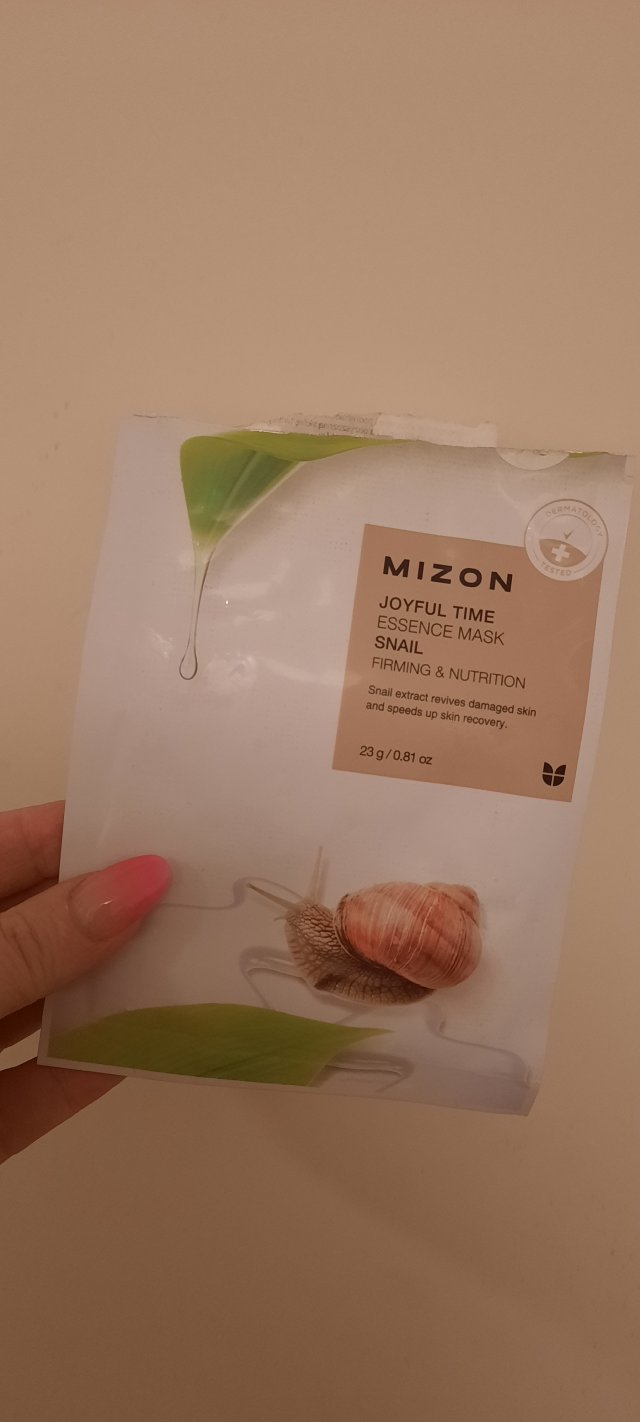 DERMATOLOGY
TESTED
MIZON
JOYFUL TIME
ESSENCE MASK
SNAIL
FIRMING & NUTRITION
Snail extract revives damaged skin
and speeds up skin recovery.
23 g / 0.81 oz